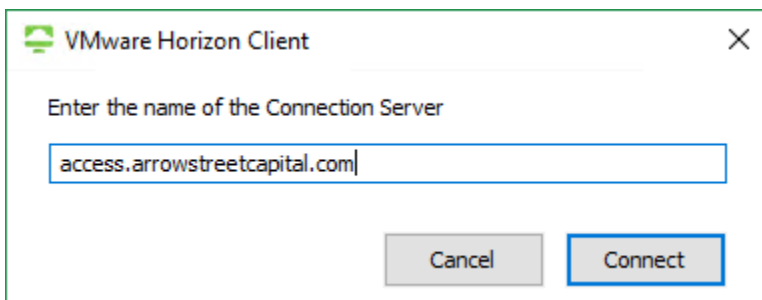 VMware Horizon Client
Enter the name of the Connection Server
access.arrowstreetcapital.com
Cancel Connect